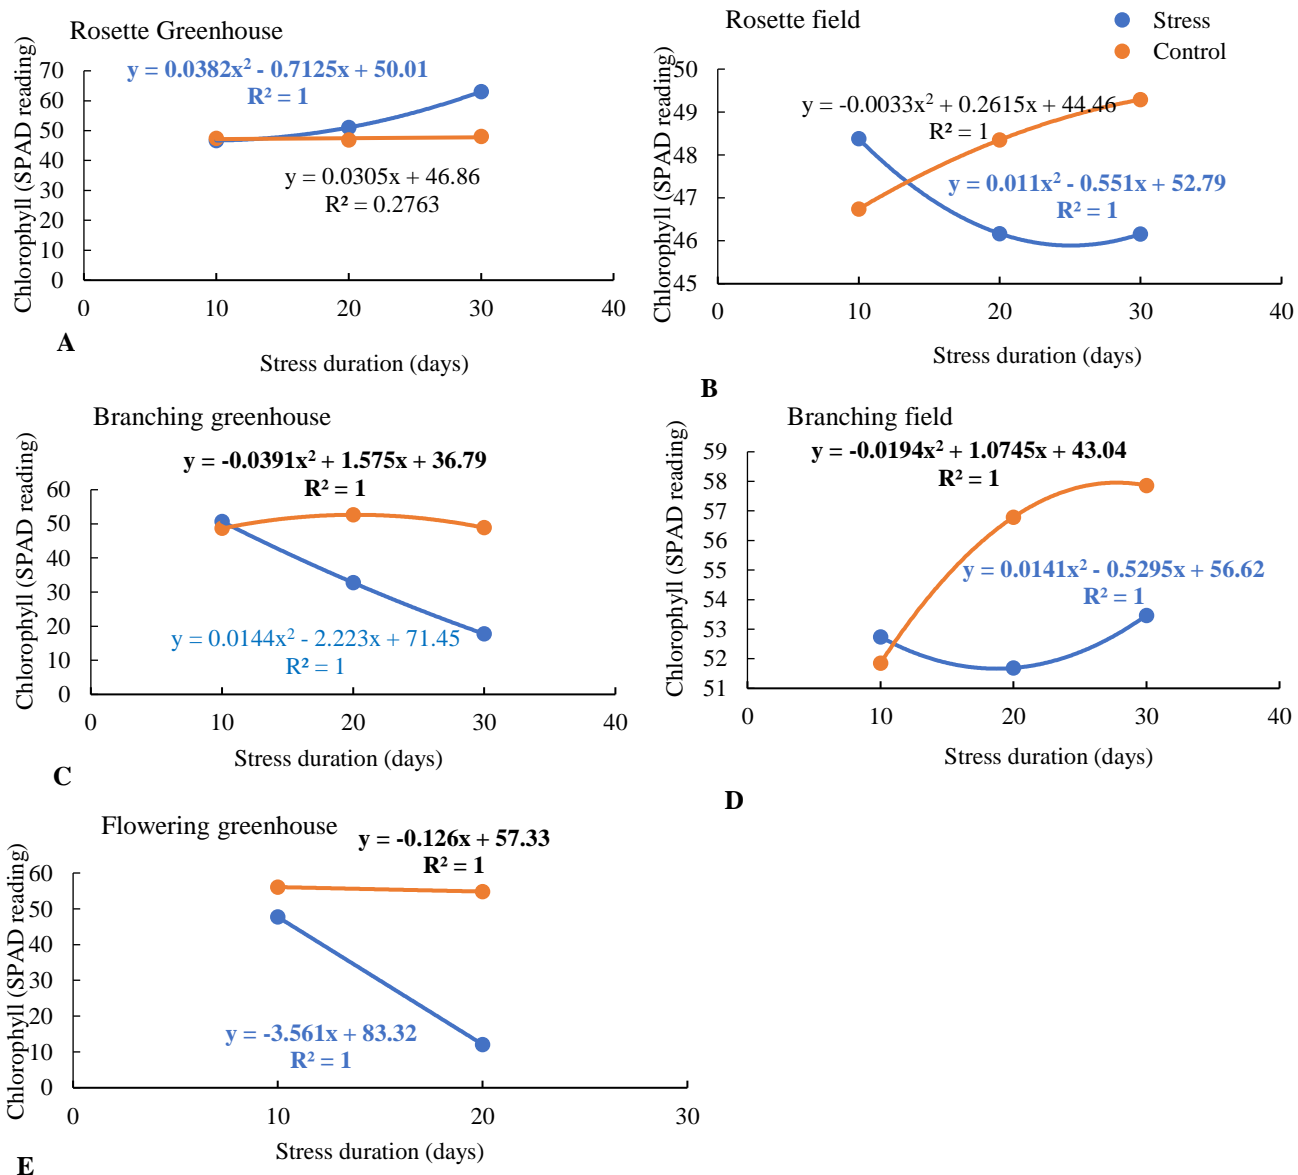 Rosette Greenhouse
Chlorophyll (SPAD reading)
y = 0.0382x² - 0.7125x + 50.01
R² = 1
y = 0.0305x + 46.86
R² = 0.2763
70
60
50
40
30
20
10
0
0 10 20 30 40
Stress duration (days)
A
Rosette field
Stress
Control
Chlorophyll (SPAD reading)
y = -0.0033x² + 0.2615x + 44.46
R² = 1
y = 0.011x² - 0.551x + 52.79
R² = 1
50
49
48
47
46
45
0 10 20 30 40
Stress duration (days)
B
Branching greenhouse
Chlorophyll (SPAD reading)
y = -0.0391x² + 1.575x + 36.79
R² = 1
y = 0.0144x² - 2.223x + 71.45
R² = 1
60
50
40
30
20
10
0
0 10 20 30 40
Stress duration (days)
C
Branching field
Chlorophyll (SPAD reading)
y = -0.0194x² + 1.0745x + 43.04
R² = 1
y = 0.0141x² - 0.5295x + 56.62
R² = 1
59
58
57
56
55
54
53
52
51
0 10 20 30 40
Stress duration (days)
D
Flowering greenhouse
Chlorophyll (SPAD reading)
y = -0.126x + 57.33
R² = 1
y = -3.561x + 83.32
R² = 1
60
50
40
30
20
10
0
0 10 20 30
Stress duration (days)
E